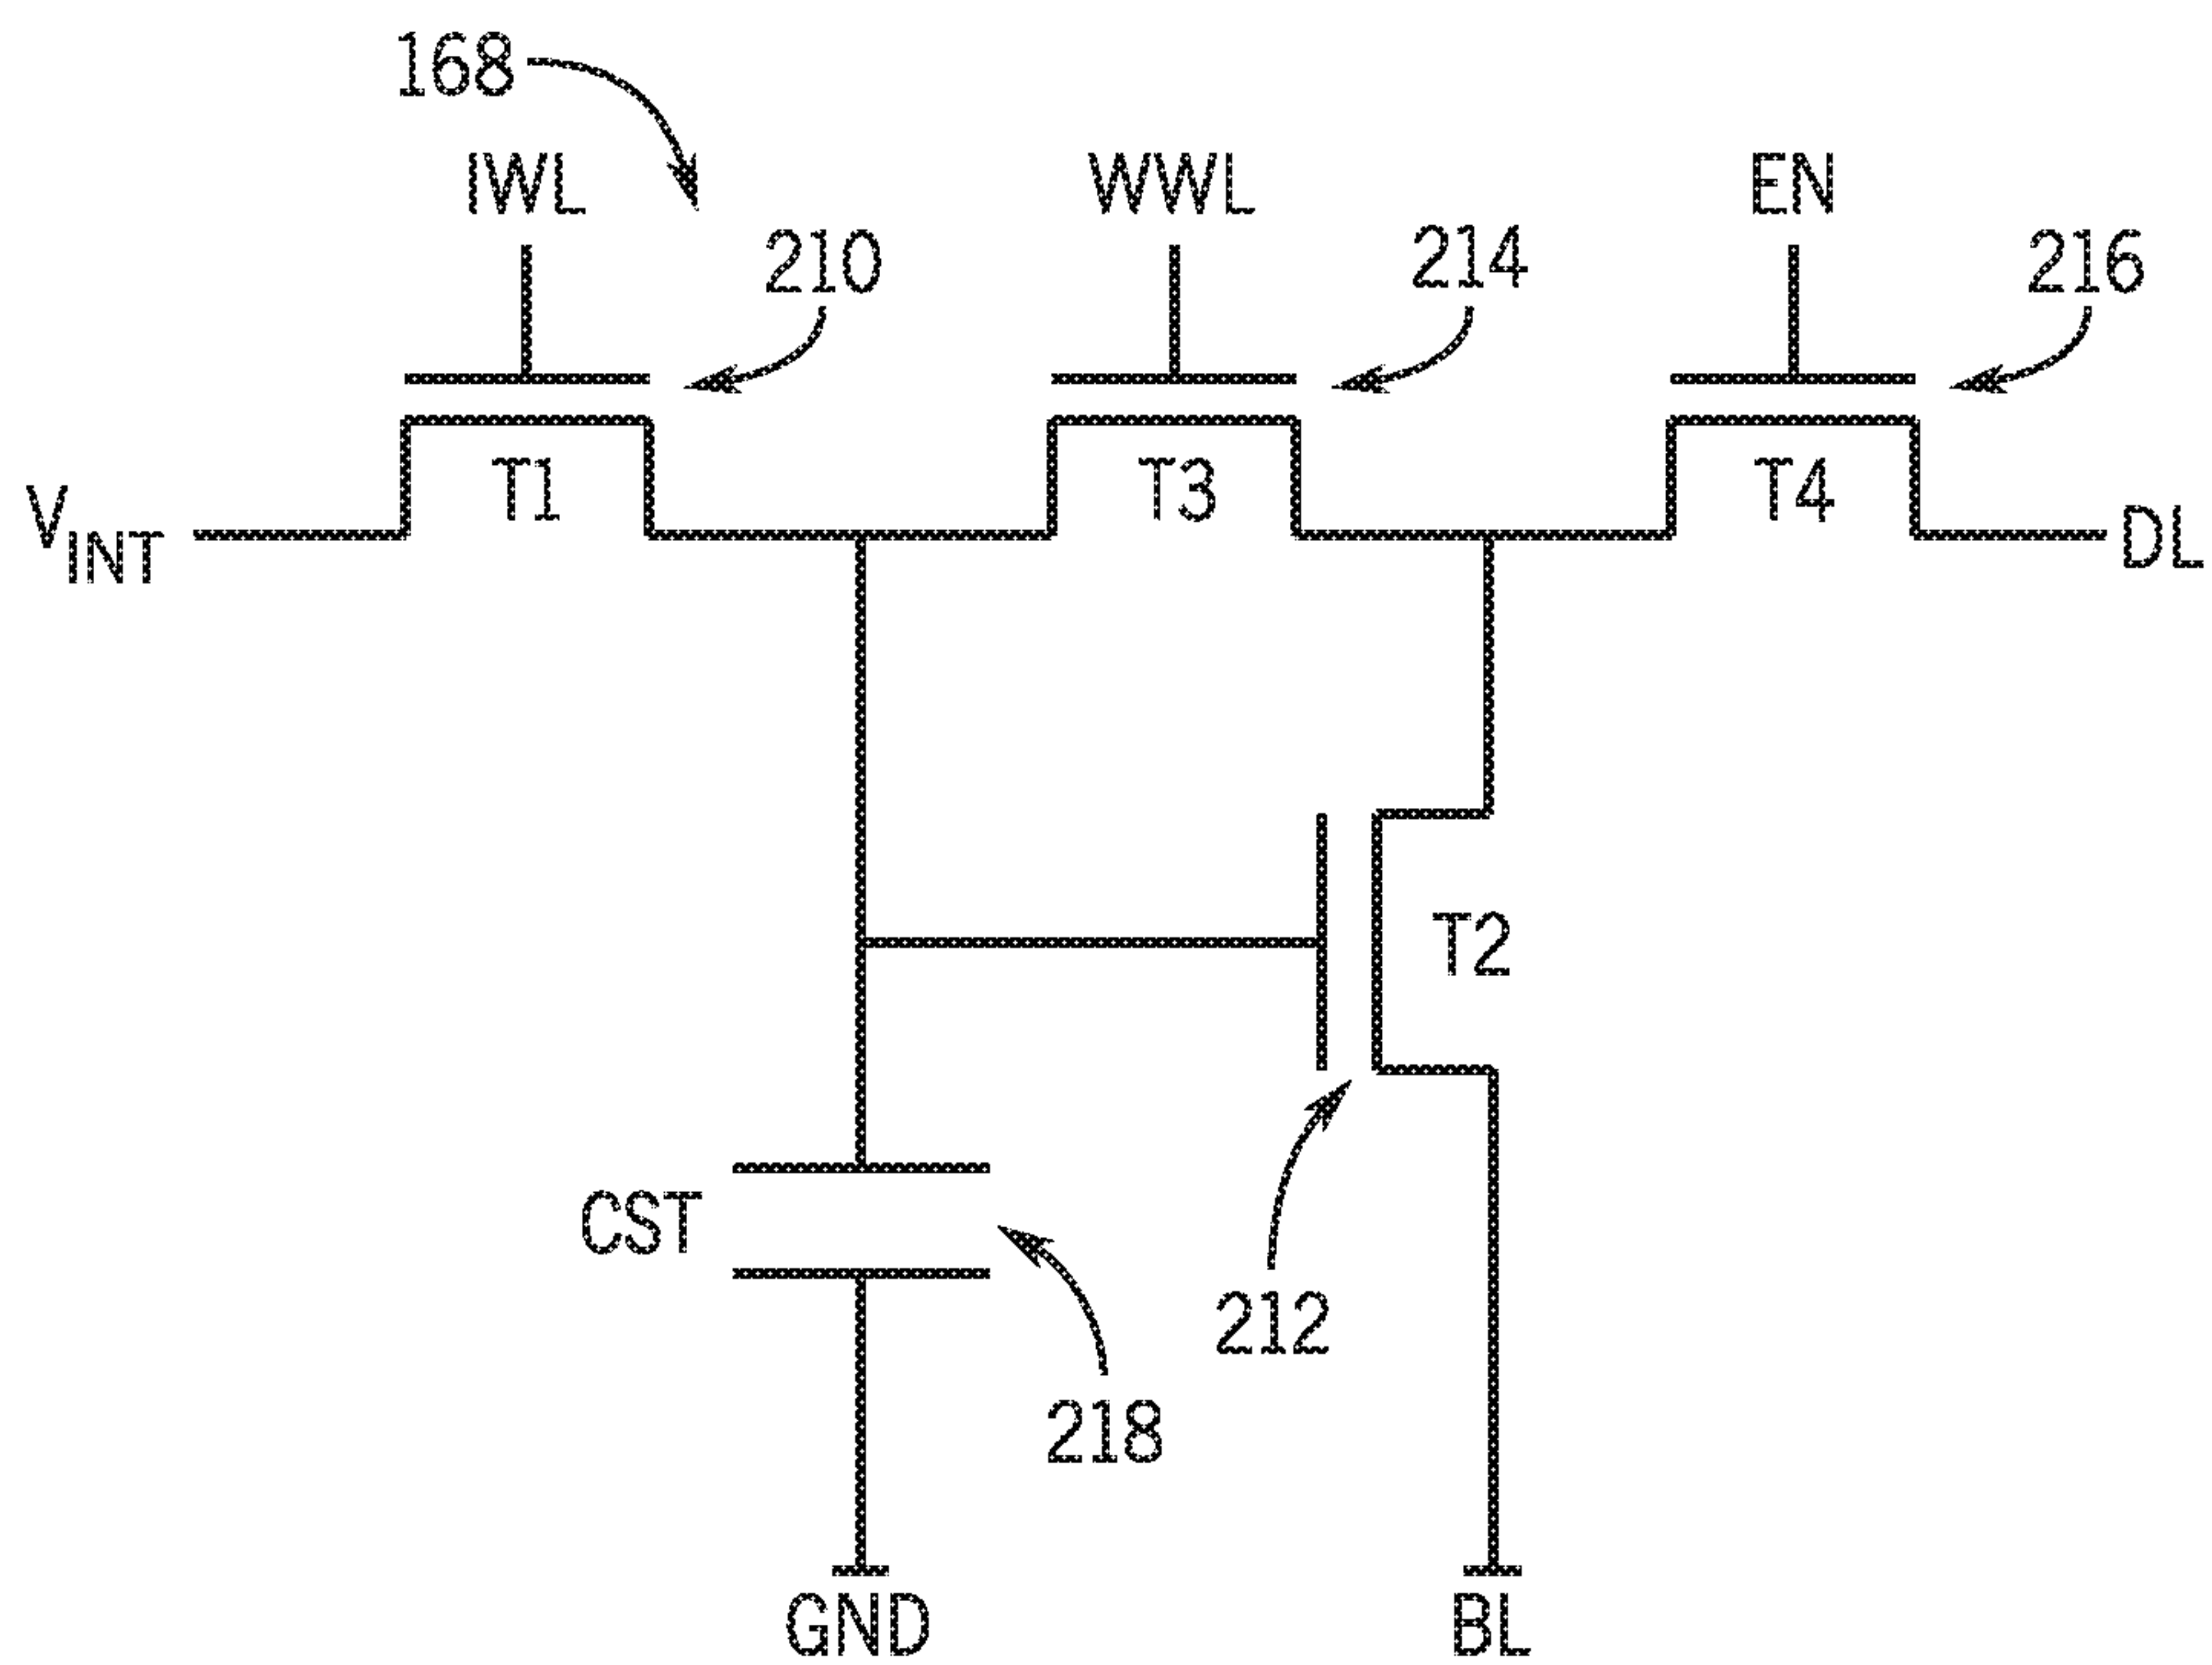 168
IWL
WWL
EN
210
214
216
T1
T3
T4
VINT
DL
T2
CST
212
218
GND
BL